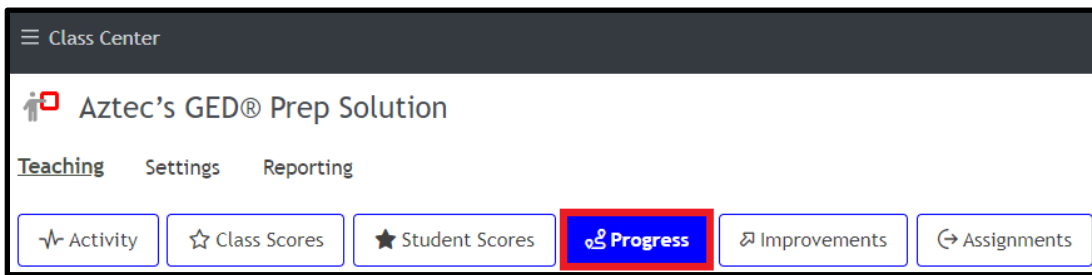 Class Center
Aztec’s GED® Prep Solution
Teaching Settings Reporting
Activity Class Scores Student Scores Progress Improvements Assignments